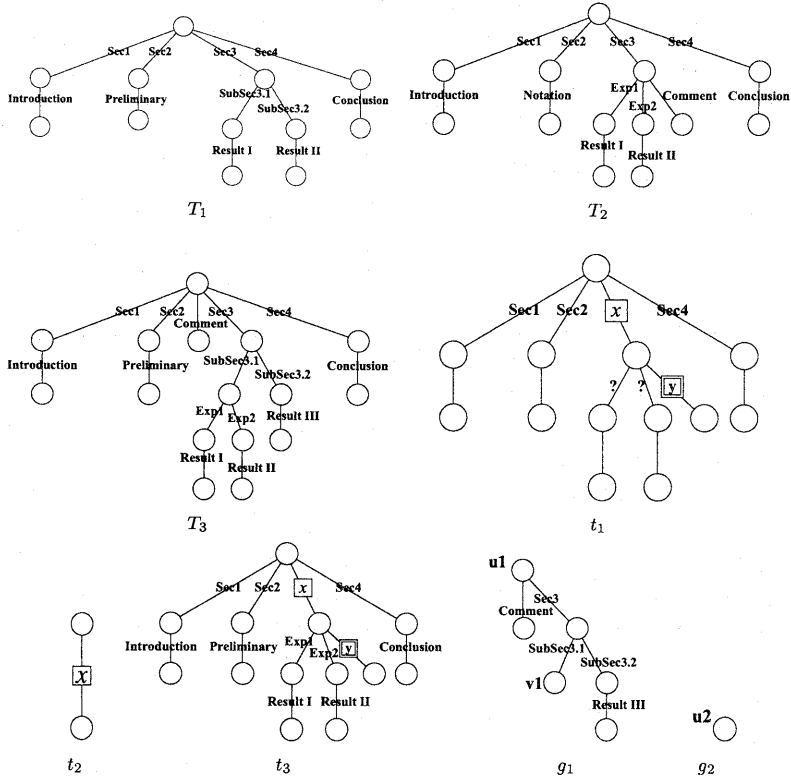 Sec1 Sec2 Sec3 Sec4
Introduction Preliminary SubSec3.1 SubSec3.2 Conclusion
Result I Result II
T1
Sec1 Sec2 Sec3 Sec4
Introduction Notation Exp1 Exp2 Comment Conclusion
Result I Result II
T2
Sec1 Sec2 Comment Sec3 Sec4
Introduction Preliminary SubSec3.1 SubSec3.2 Conclusion
Exp1 Exp2 Result III
Result I Result II
T3
Sec1 Sec2 x Sec4
? ? y
t1
x
t2
Sec1 Sec2 x Sec4
Introduction Preliminary Exp1 Exp2 y Conclusion
Result I Result II
t3
u1
Sec3
Comment
SubSec3.1 SubSec3.2
v1
Result III
g1
u2
g2